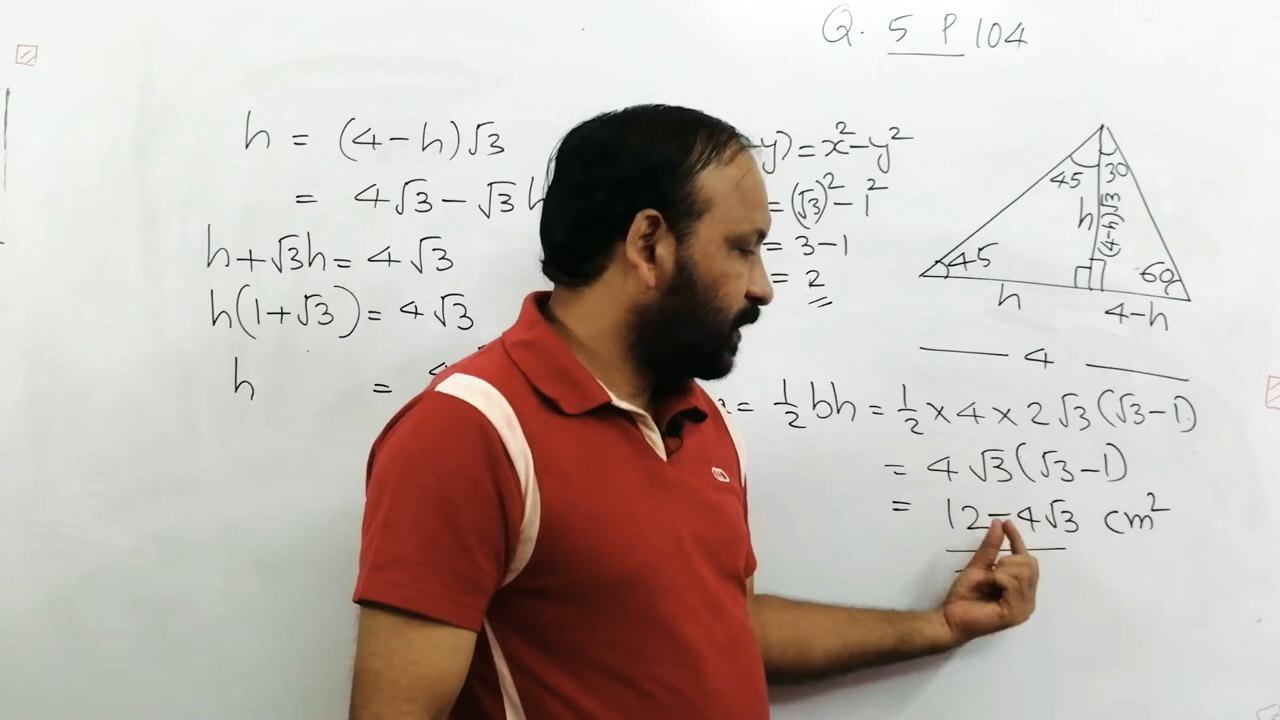 Q. 5 P 104
h = (4-h)√3
= 4√3 - √3 h
h+√3h = 4√3
h(1+√3) = 4√3
h =
y) = x²-y²
= (√3)² - 1²
= 3-1
= 2
45
30
h
(4-h)√3
45
60
h
4-h
4
= ½bh = ½ × 4 × 2√3(√3-1)
= 4√3(√3-1)
= 12-4√3 cm²